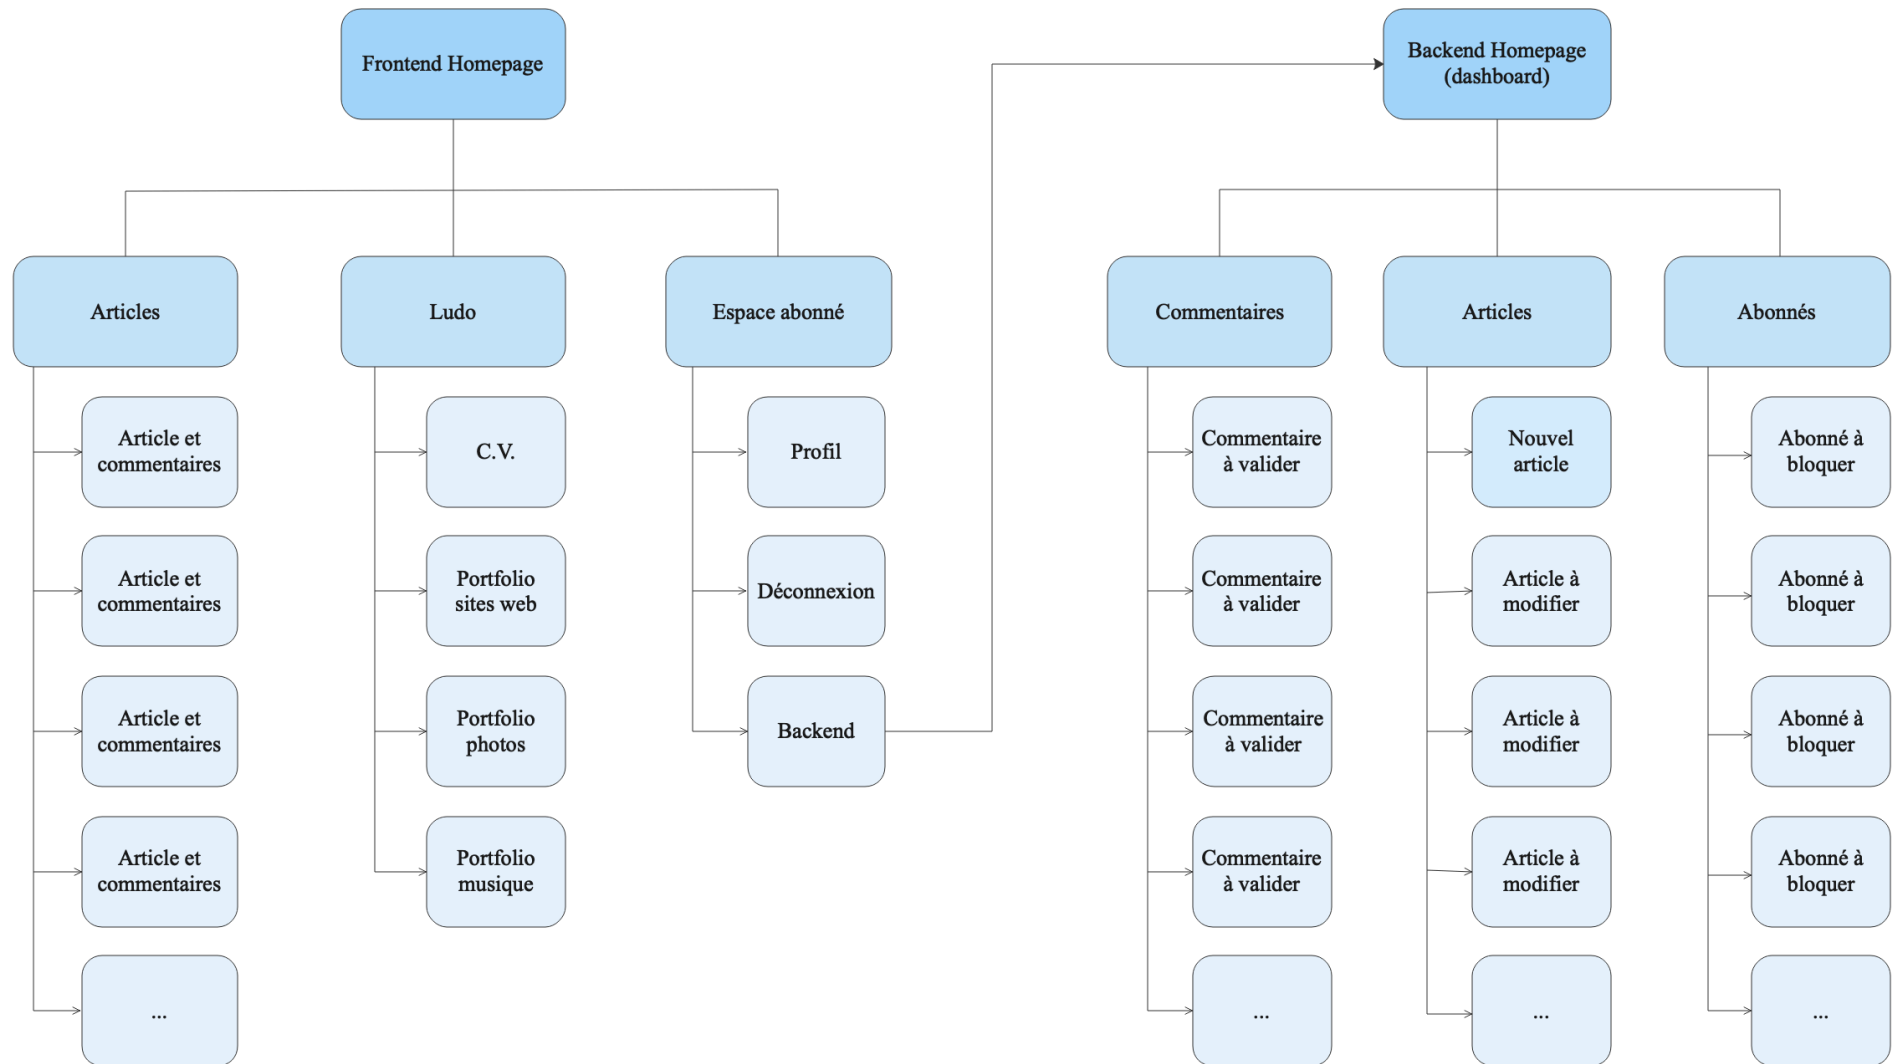 Frontend Homepage
Backend Homepage
(dashboard)
Articles
Ludo
Espace abonné
Commentaires
Articles
Abonnés
Article et
commentaires
C.V.
Profil
Commentaire
à valider
Nouvel
article
Abonné à
bloquer
Article et
commentaires
Portfolio
sites web
Déconnexion
Commentaire
à valider
Article à
modifier
Abonné à
bloquer
Article et
commentaires
Portfolio
photos
Backend
Commentaire
à valider
Article à
modifier
Abonné à
bloquer
Article et
commentaires
Portfolio
musique
Commentaire
à valider
Article à
modifier
Abonné à
bloquer
...
...
...
...